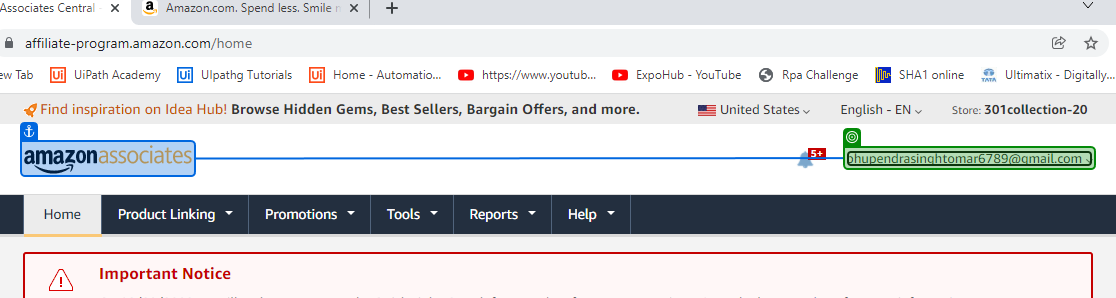 Associates Central -
Amazon.com. Spend less. Smile m
affiliate-program.amazon.com/home
ew Tab
UiPath Academy
UIpathg Tutorials
Home - Automatio...
https://www.youtub...
ExpoHub - YouTube
Rpa Challenge
SHA1 online
Ultimatix - Digitally...
Find inspiration on Idea Hub! Browse Hidden Gems, Best Sellers, Bargain Offers, and more.
United States
English - EN
Store: 301collection-20
amazonassociates
5+
bhupendrasinghtomar6789@gmail.com
Home
Product Linking
Promotions
Tools
Reports
Help
Important Notice